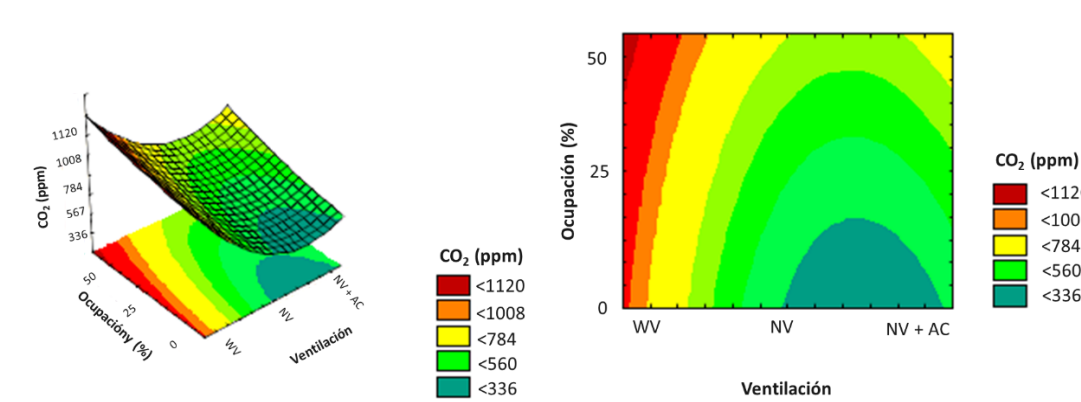 1120
1008
784
567
336
CO₂ (ppm)
50
25
0
Ocupacióny (%)
WV
NV
NV + AC
Ventilación
CO₂ (ppm)
<1120
<1008
<784
<560
<336
50
25
0
Ocupación (%)
WV
NV
NV + AC
Ventilación
CO₂ (ppm)
<112
<100
<784
<560
<336